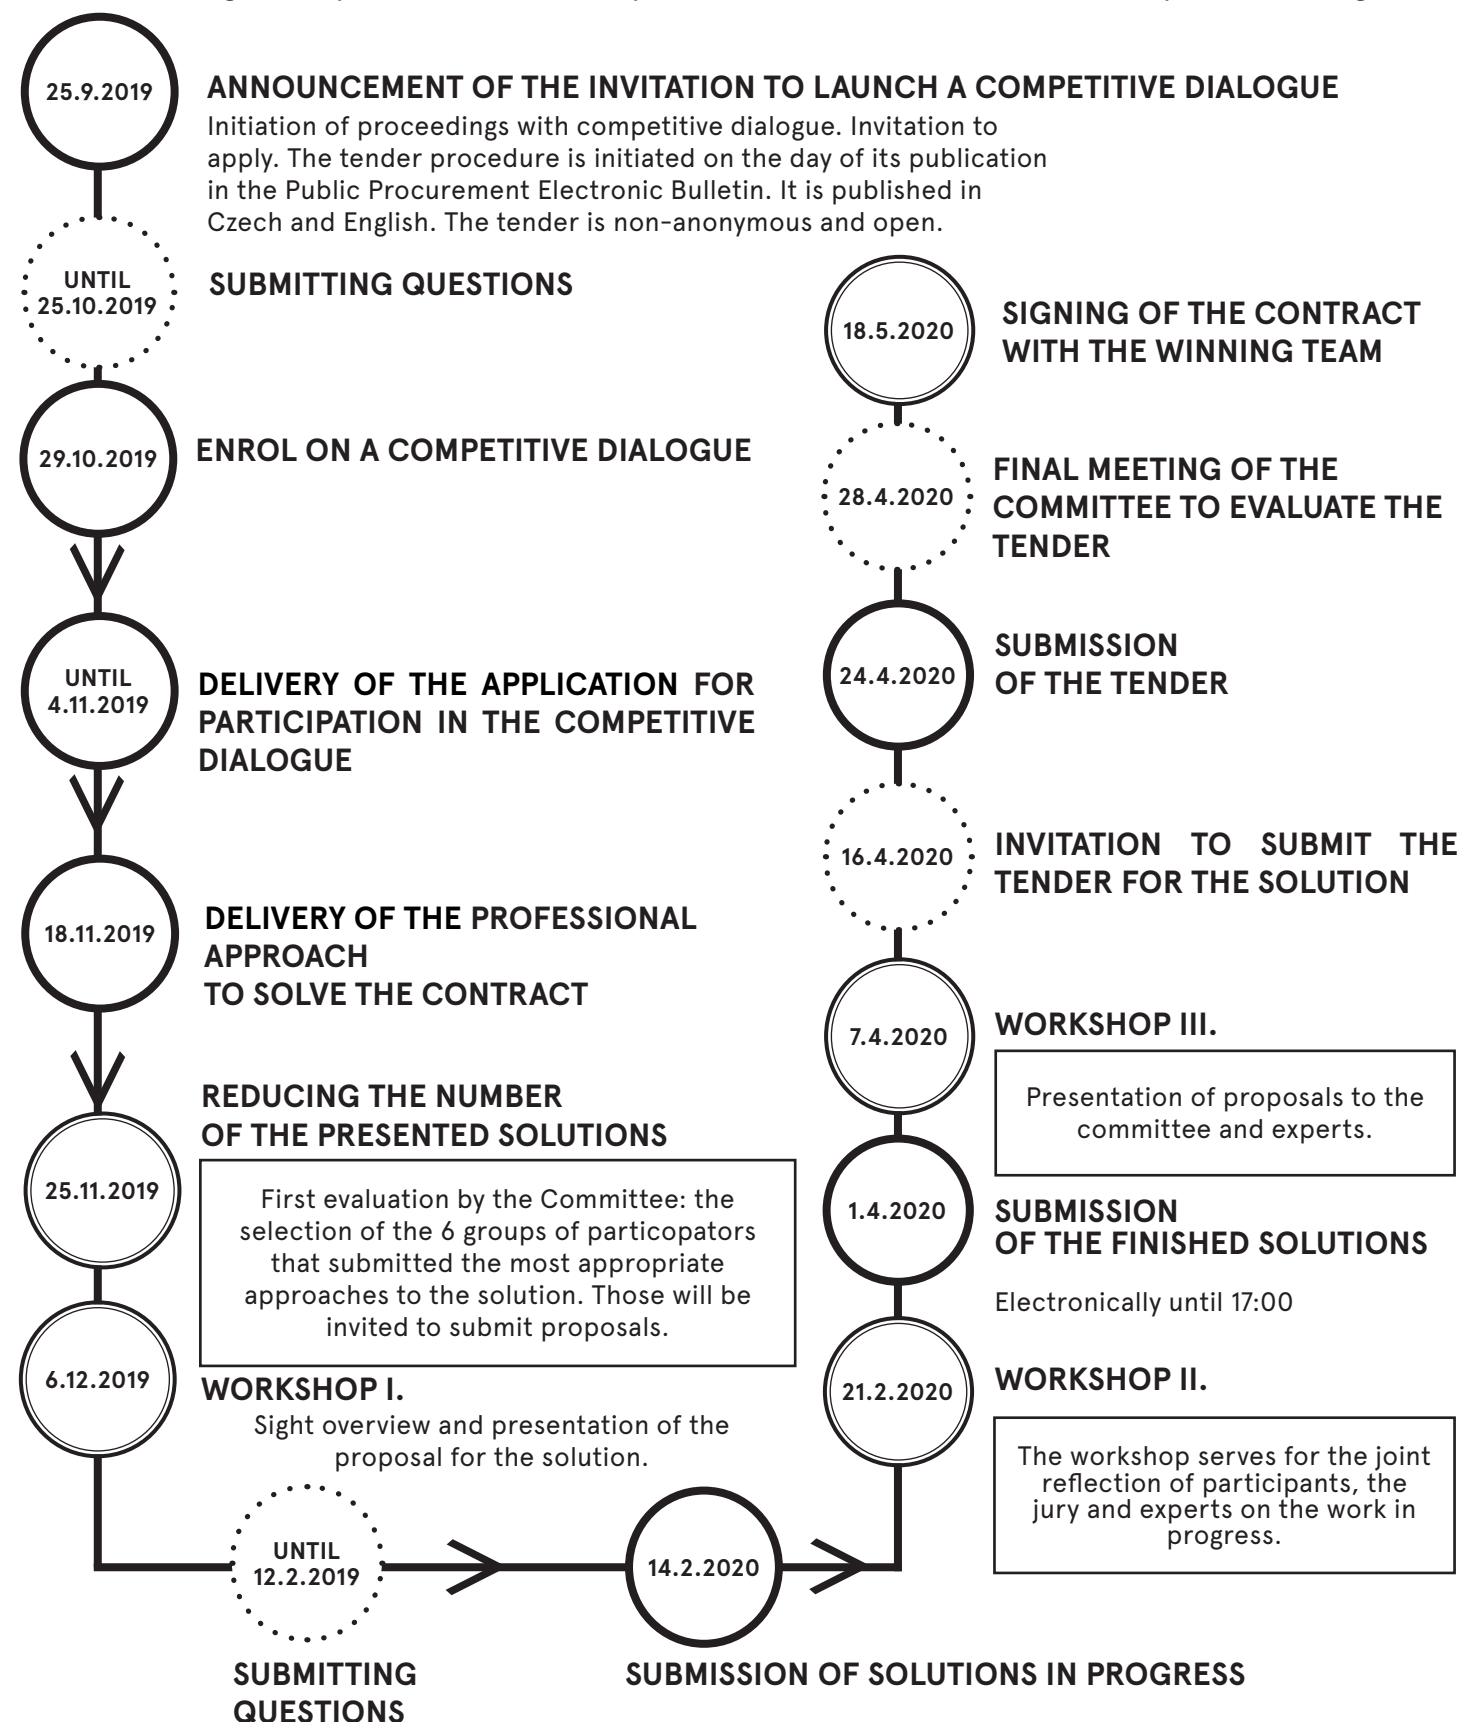 25.9.2019
ANNOUNCEMENT OF THE INVITATION TO LAUNCH A COMPETITIVE DIALOGUE
Initiation of proceedings with competitive dialogue. Invitation to
apply. The tender procedure is initiated on the day of its publication
in the Public Procurement Electronic Bulletin. It is published in
Czech and English. The tender is non-anonymous and open.
UNTIL
25.10.2019
SUBMITTING QUESTIONS
29.10.2019
ENROL ON A COMPETITIVE DIALOGUE
UNTIL
4.11.2019
DELIVERY OF THE APPLICATION FOR
PARTICIPATION IN THE COMPETITIVE
DIALOGUE
18.11.2019
DELIVERY OF THE PROFESSIONAL
APPROACH
TO SOLVE THE CONTRACT
25.11.2019
REDUCING THE NUMBER
OF THE PRESENTED SOLUTIONS
First evaluation by the Committee: the
selection of the 6 groups of particopators
that submitted the most appropriate
approaches to the solution. Those will be
invited to submit proposals.
6.12.2019
WORKSHOP I.
Sight overview and presentation of the
proposal for the solution.
UNTIL
12.2.2019
SUBMITTING
QUESTIONS
14.2.2020
SUBMISSION OF SOLUTIONS IN PROGRESS
18.5.2020
SIGNING OF THE CONTRACT
WITH THE WINNING TEAM
28.4.2020
FINAL MEETING OF THE
COMMITTEE TO EVALUATE THE
TENDER
24.4.2020
SUBMISSION
OF THE TENDER
16.4.2020
INVITATION TO SUBMIT THE
TENDER FOR THE SOLUTION
7.4.2020
WORKSHOP III.
Presentation of proposals to the
committee and experts.
1.4.2020
SUBMISSION
OF THE FINISHED SOLUTIONS
Electronically until 17:00
21.2.2020
WORKSHOP II.
The workshop serves for the joint
reflection of participants, the
jury and experts on the work in
progress.